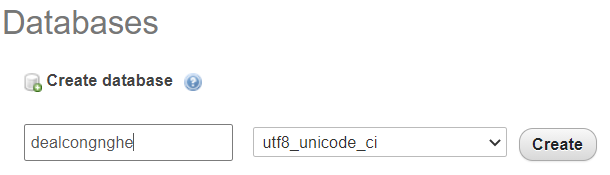 Databases
Create database
dealcongnghe
utf8_unicode_ci
Create